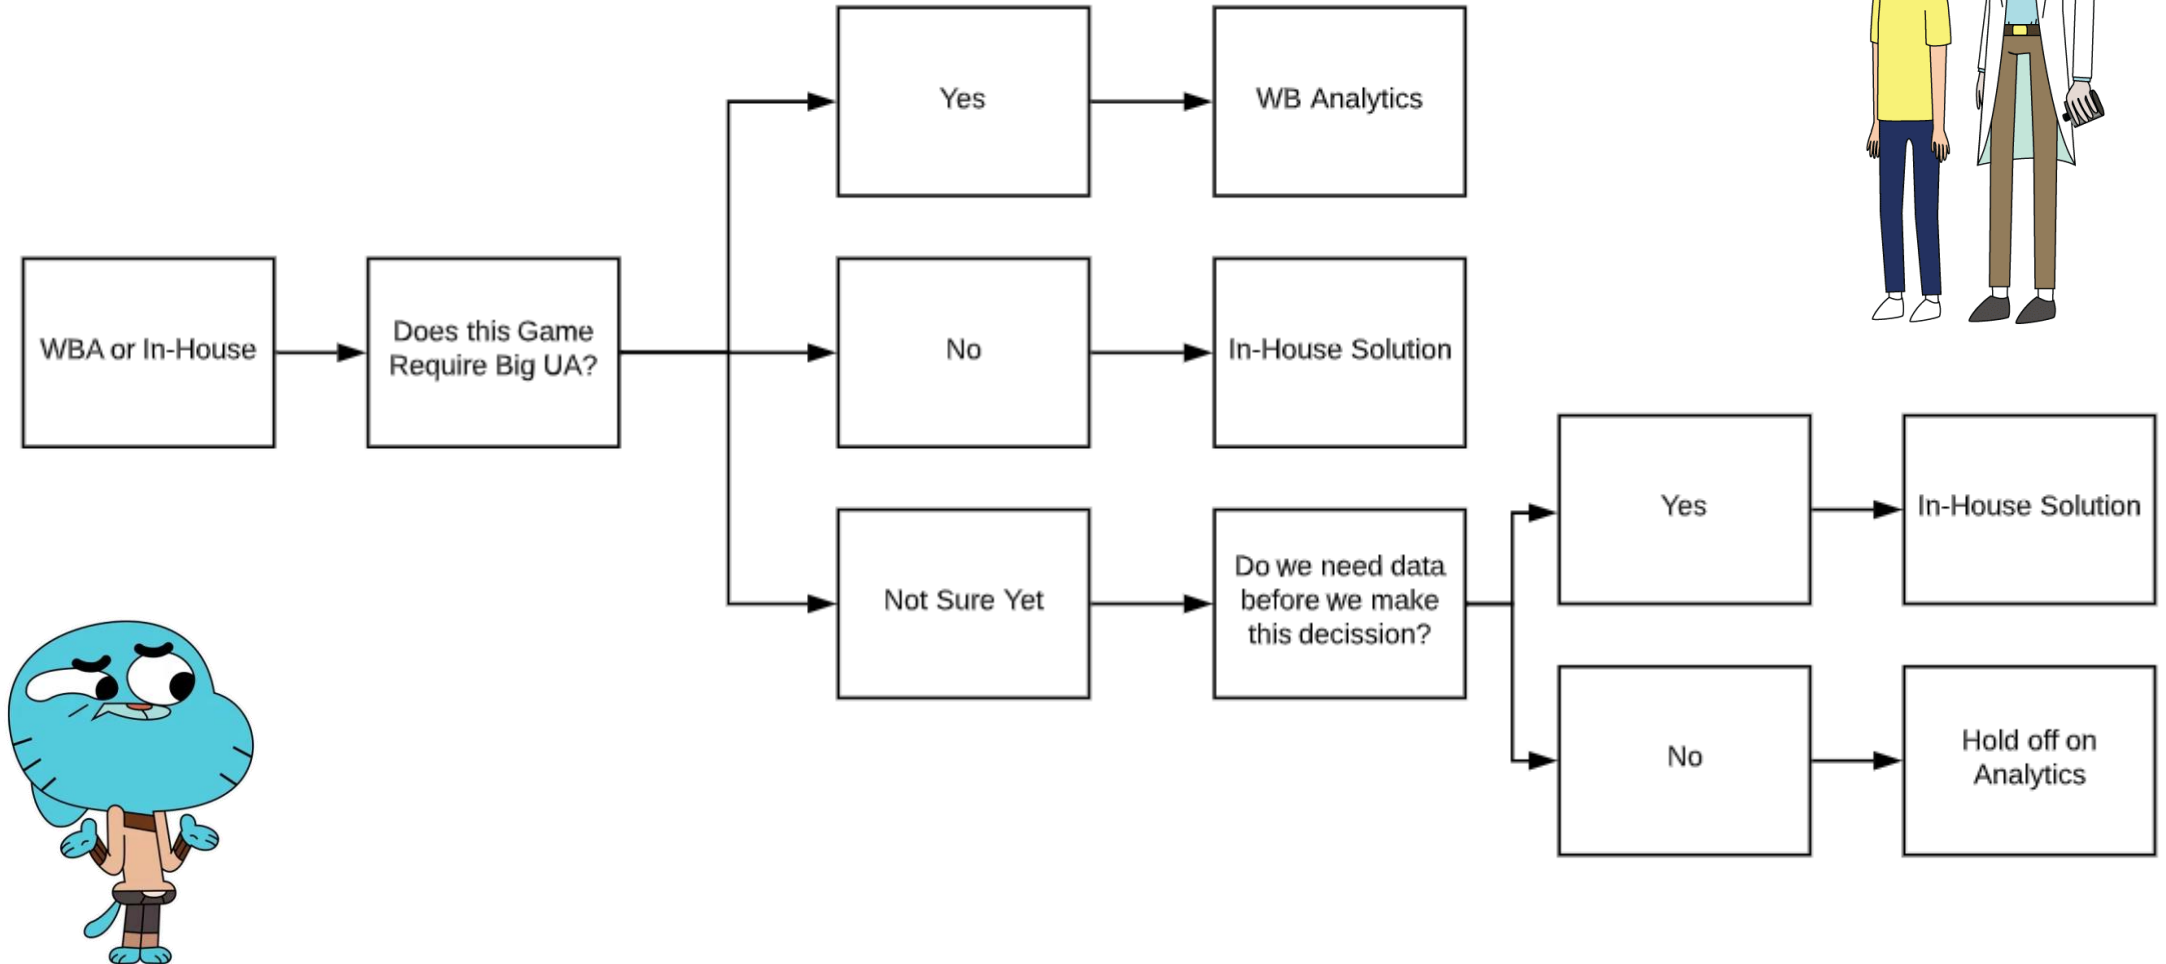 Yes
WB Analytics
WBA or In-House
Does this Game
Require Big UA?
No
In-House Solution
Not Sure Yet
Do we need data
before we make
this decission?
Yes
In-House Solution
No
Hold off on
Analytics